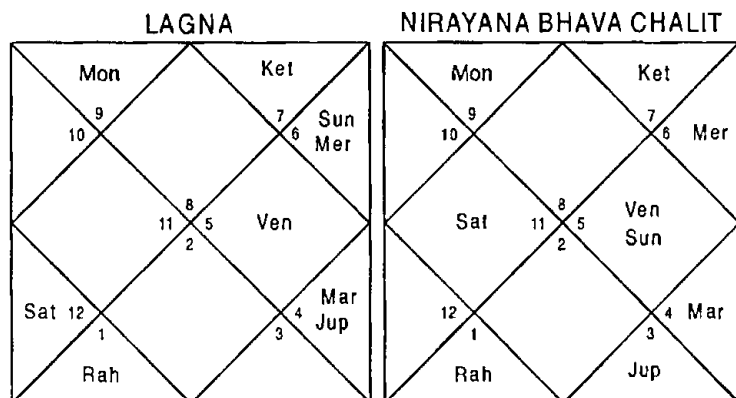 LAGNA
NIRAYANA BHAVA CHALIT
Mon Ket
9 7
10 6 Sun
Mer
8
11 5 Ven
2
Sat 12 4 Mar
Jup
1 3
Rah
Mon Ket
9 7
10 6 Mer
8
Sat 11 5 Ven
Sun
2
12 4 Mar
1 3
Rah Jup